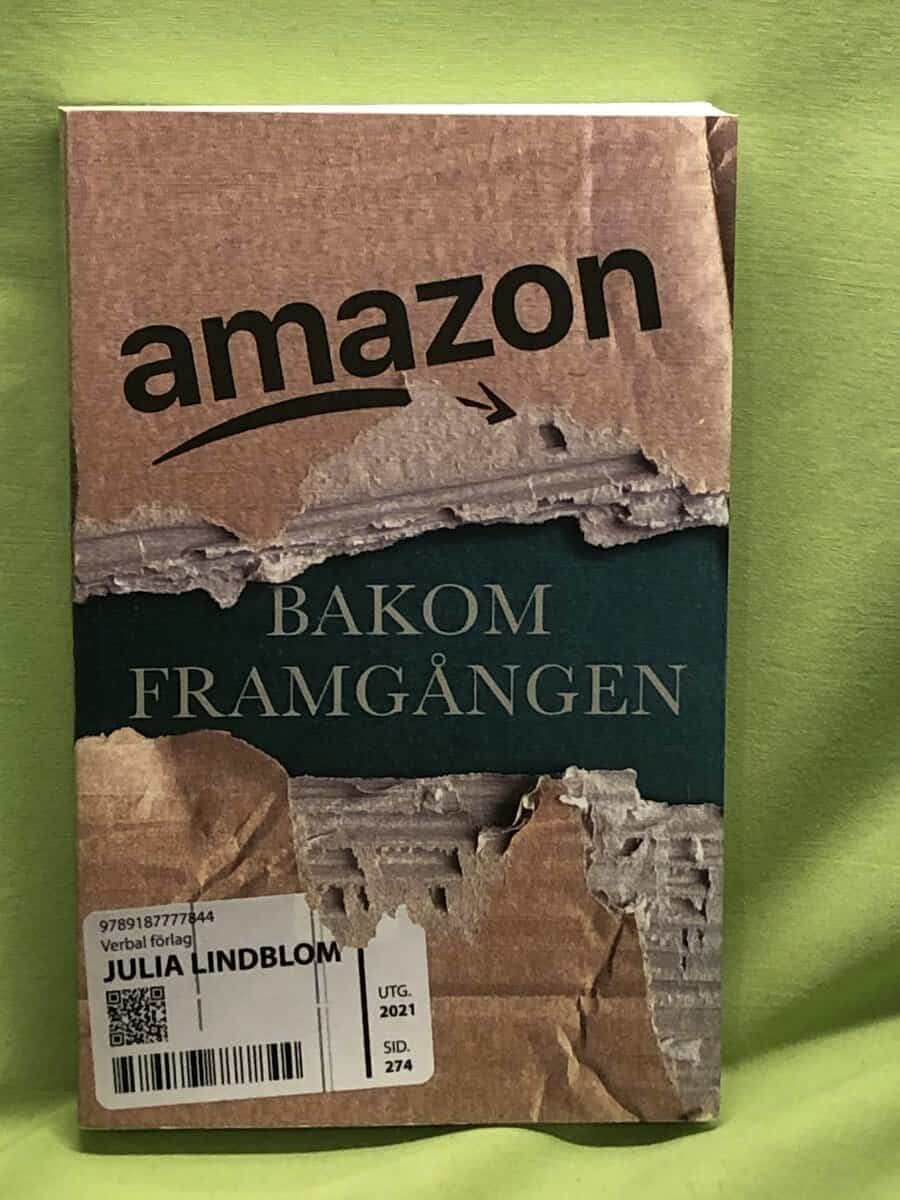 amazon
BAKOM
FRAMGÅNGEN
9789187777844
Verbal förlag
JULIA LINDBLOM
UTG.
2021
SID.
274